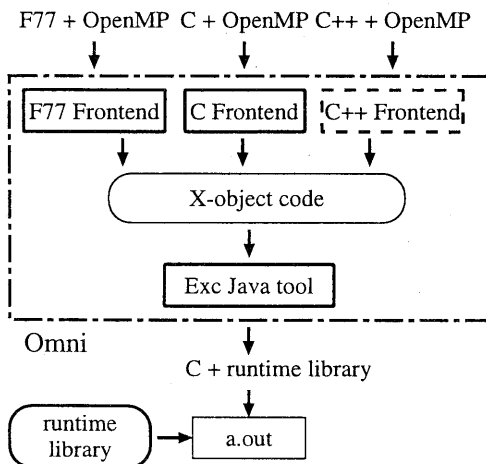 F77 + OpenMP C + OpenMP C++ + OpenMP
F77 Frontend
C Frontend
C++ Frontend
X-object code
Exc Java tool
Omni
C + runtime library
runtime
library
a.out